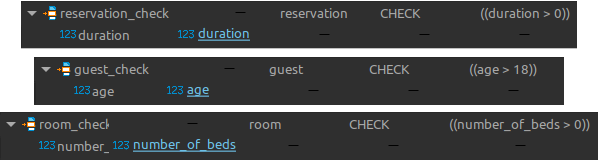 reservation_check — reservation CHECK ((duration > 0))
123 duration 123 duration — — —
guest_check — guest CHECK ((age > 18))
123 age 123 age — — —
room_check — room CHECK ((number_of_beds > 0))
123 number_ 123 number_of_beds — — —